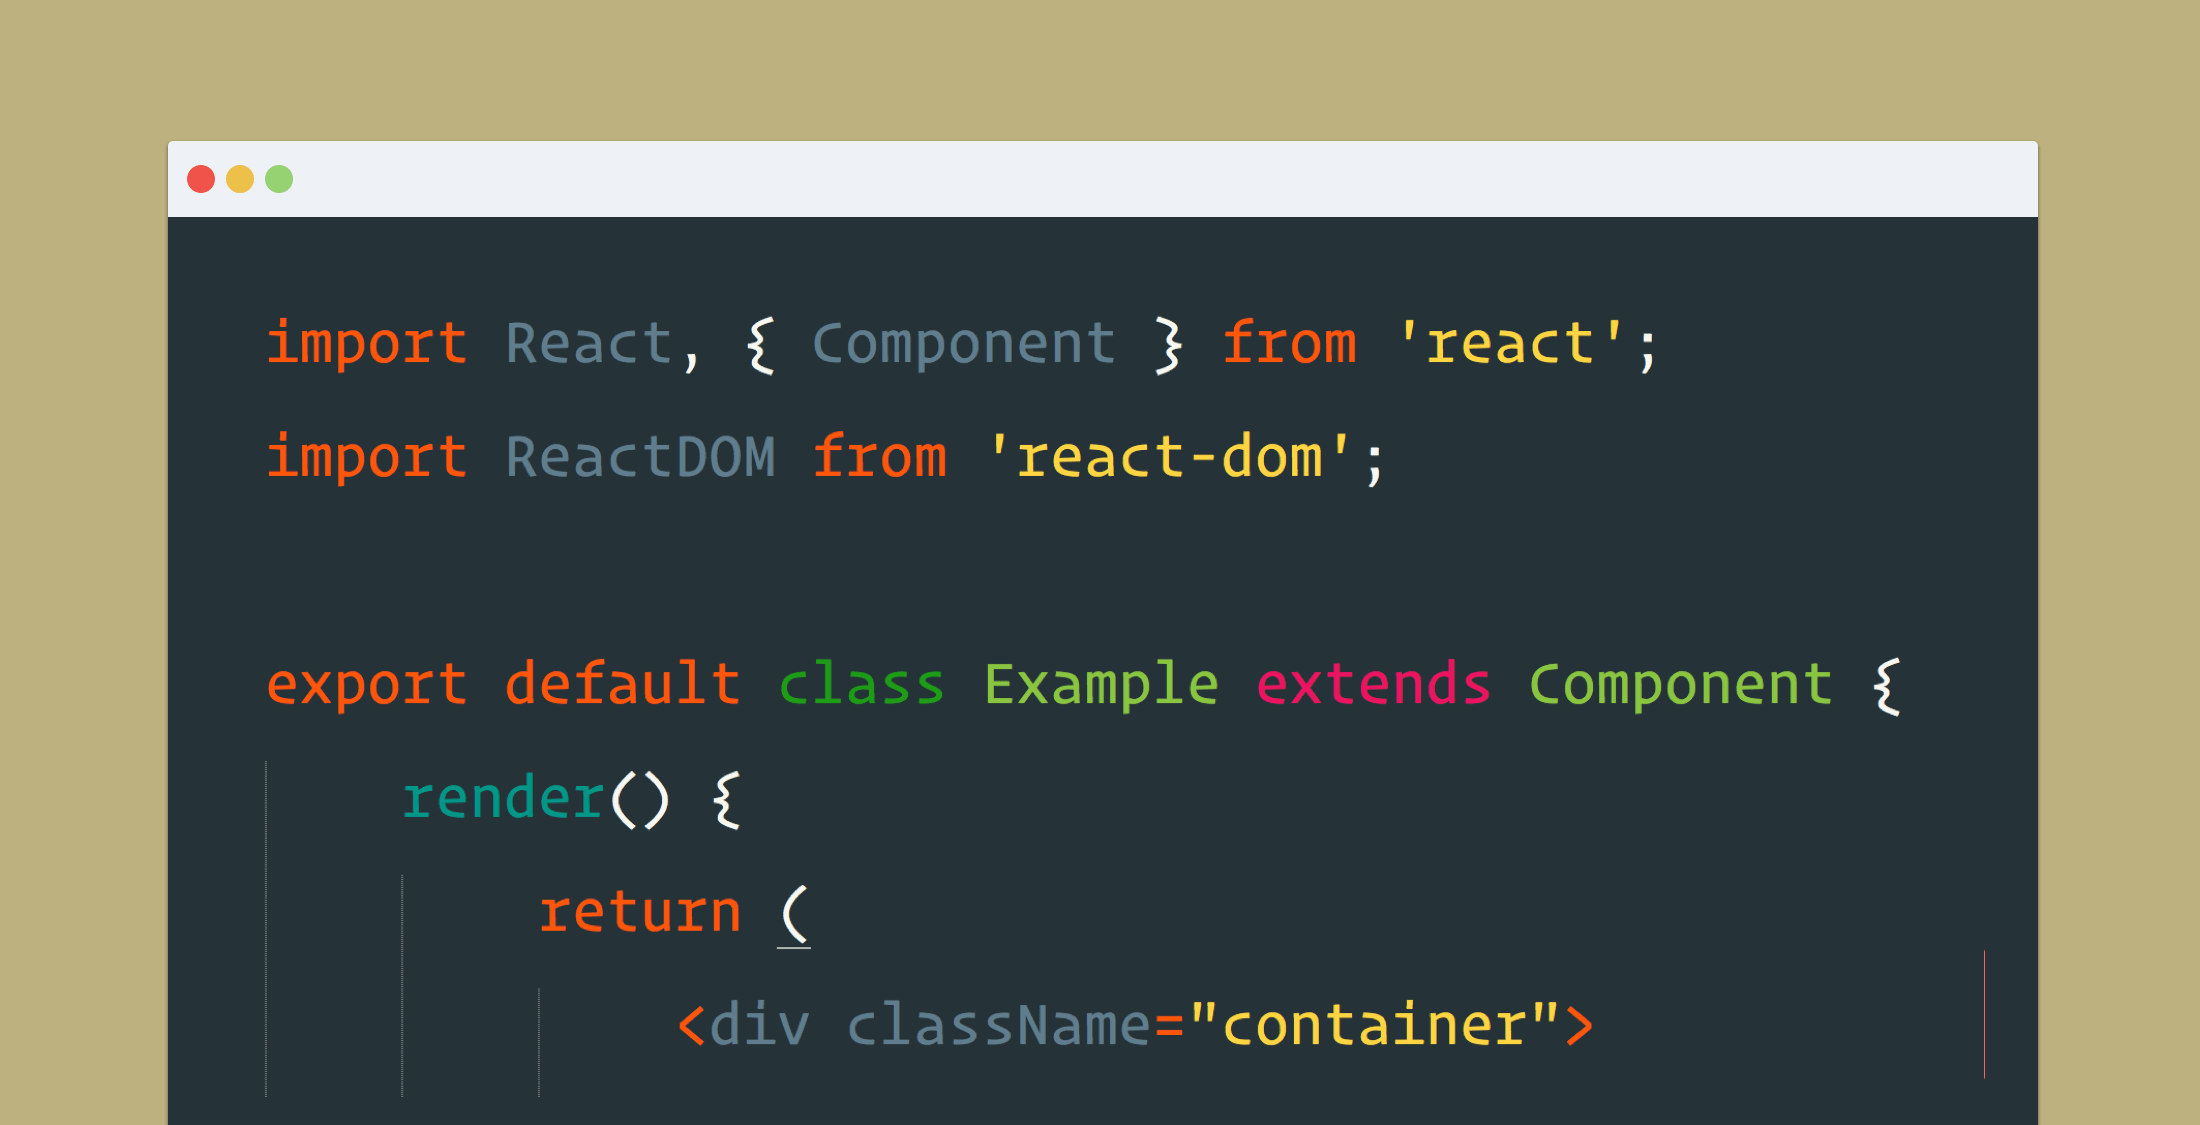 import React, { Component } from 'react';
import ReactDOM from 'react-dom';
export default class Example extends Component {
render() {
return (
<div className="container">